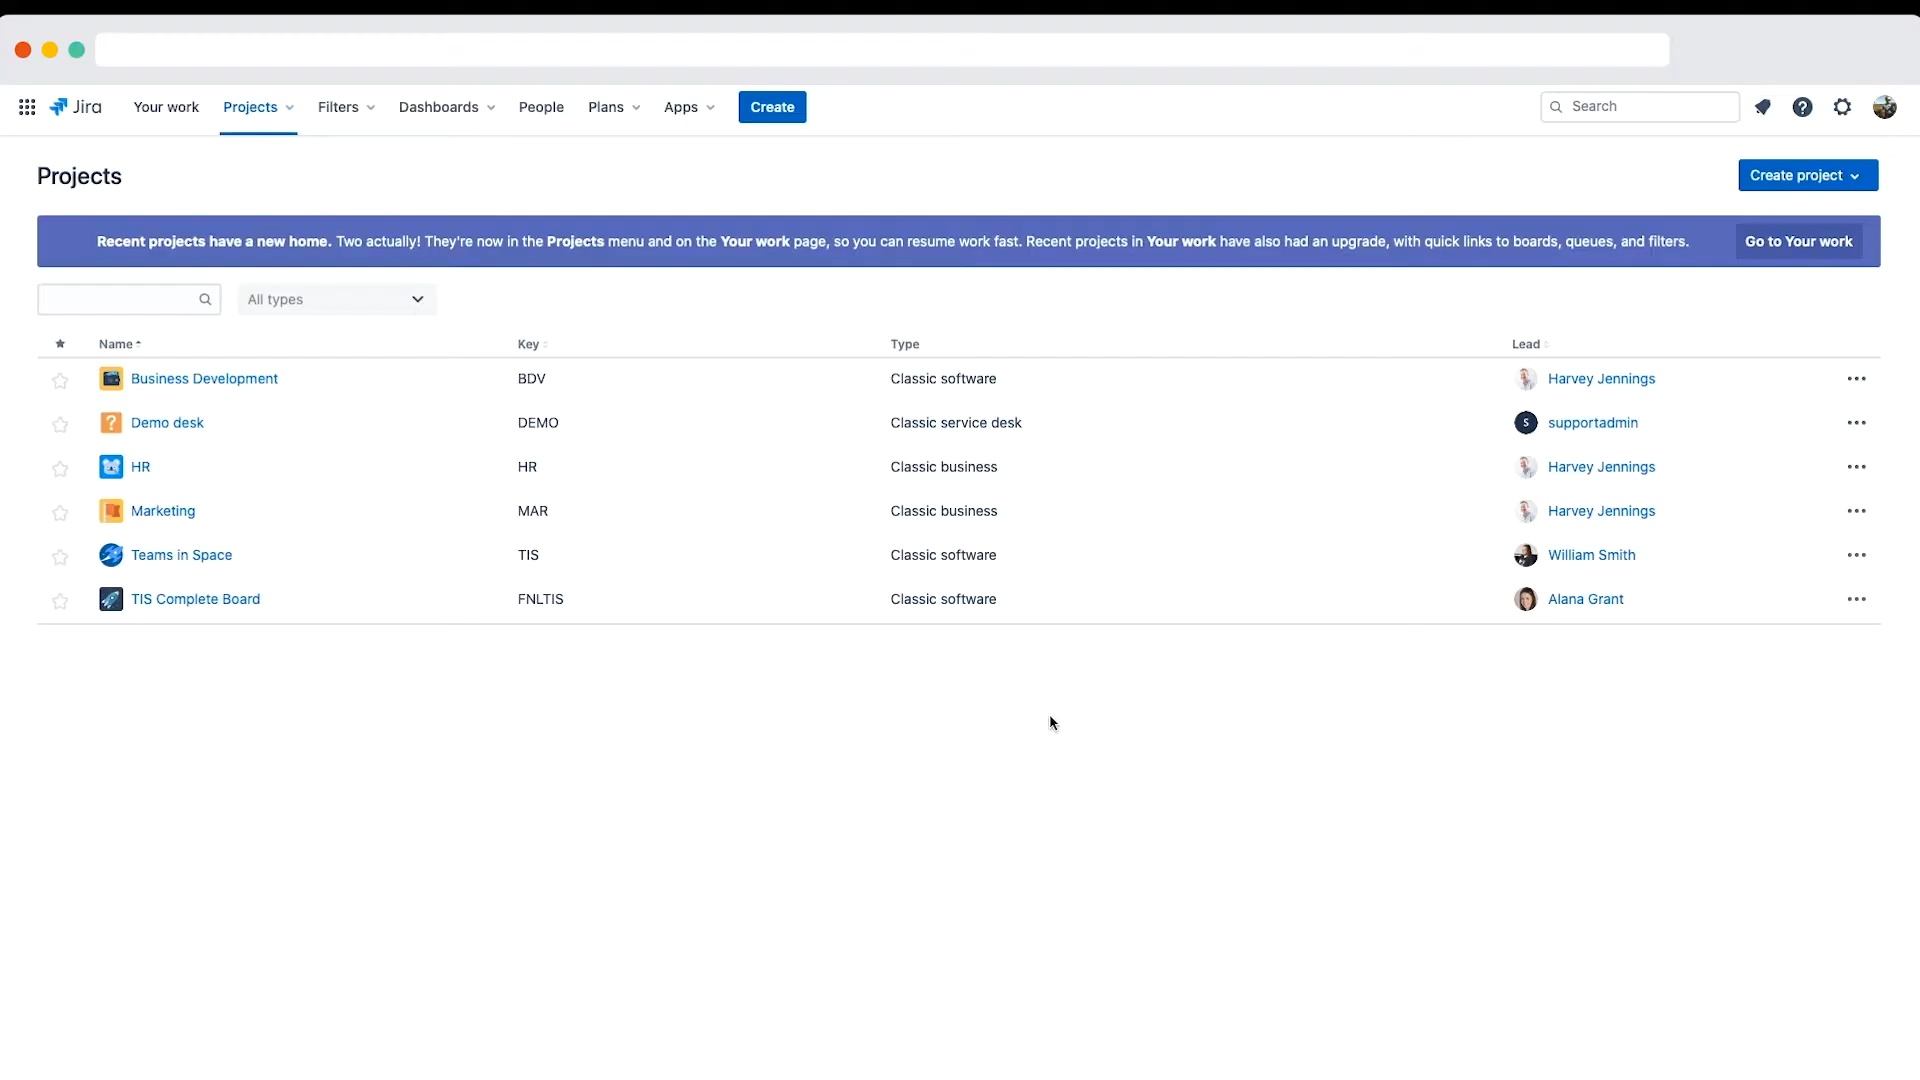 Jira Your work Projects Filters Dashboards People Plans Apps Create Search
Projects Create project
Recent projects have a new home. Two actually! They're now in the Projects menu and on the Your work page, so you can resume work fast. Recent projects in Your work have also had an upgrade, with quick links to boards, queues, and filters. Go to Your work
All types
Name Key Type Lead
Business Development BDV Classic software Harvey Jennings
Demo desk DEMO Classic service desk S supportadmin
HR HR Classic business Harvey Jennings
Marketing MAR Classic business Harvey Jennings
Teams in Space TIS Classic software William Smith
TIS Complete Board FNLTIS Classic software Alana Grant